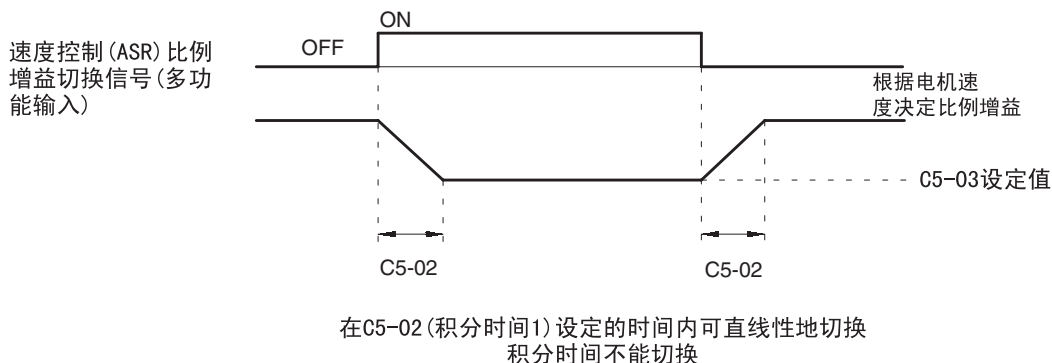 ON
OFF
速度控制(ASR)比例
增益切换信号(多功
能输入)
根据电机速
度决定比例增益
C5-03设定值
C5-02
C5-02
在C5-02(积分时间1)设定的时间内可直线性地切换
积分时间不能切换